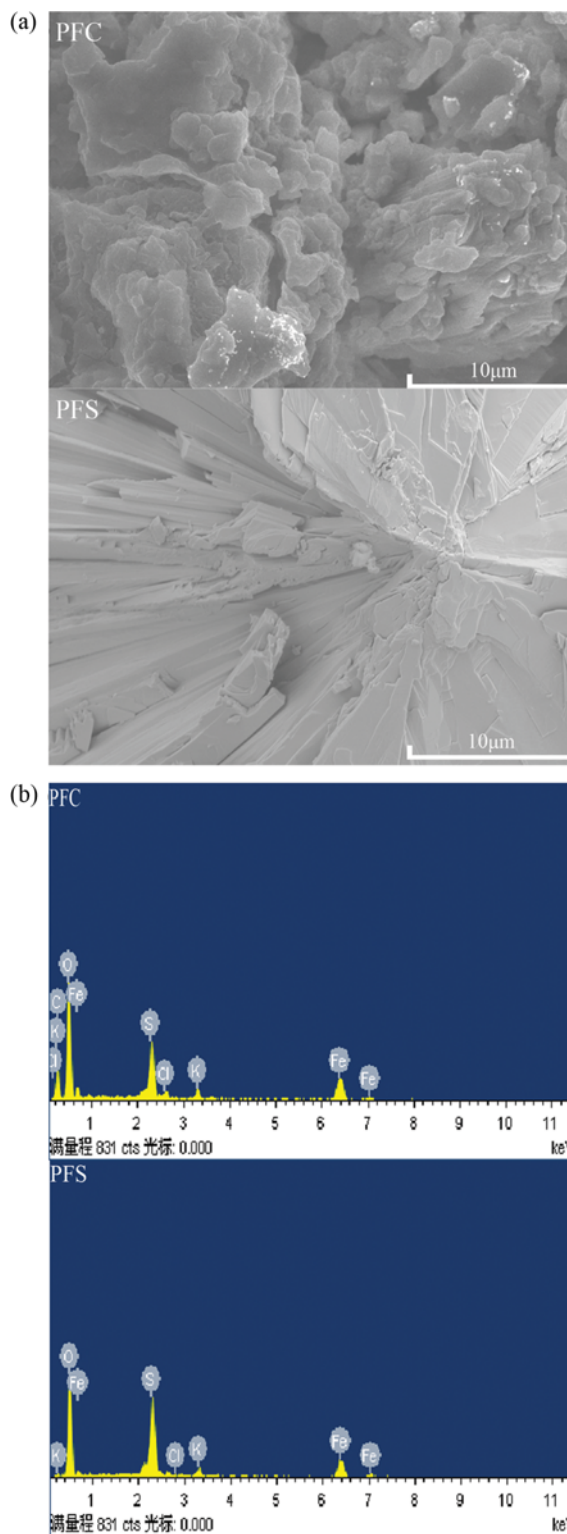 (a)
PFC
10μm
PFS
10μm
(b)
PFC
O
C Fe
K S
Cl Cl K Fe Fe
1 2 3 4 5 6 7 8 9 10 11
满量程 831 cts 光标: 0.000 keV
PFS
O
Fe S
K Cl K Fe Fe
1 2 3 4 5 6 7 8 9 10 11
满量程 831 cts 光标: 0.000 keV